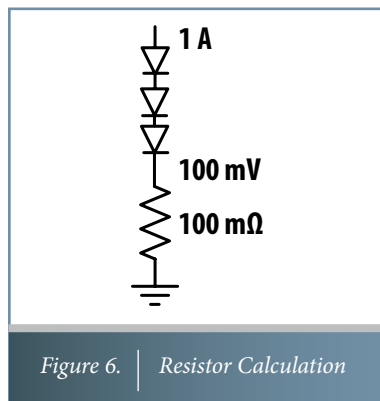 1 A
100 mV
100 mΩ
Figure 6. | Resistor Calculation